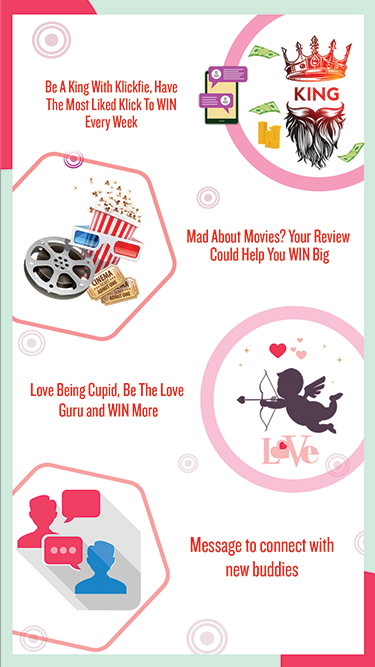 Be A King With Klickfie, Have
The Most Liked Klick To WIN
Every Week
KING
Mad About Movies? Your Review
Could Help You WIN Big
CINEMA
ADMIT ONE
Love Being Cupid, Be The Love
Guru and WIN More
LoVe
Message to connect with
new buddies